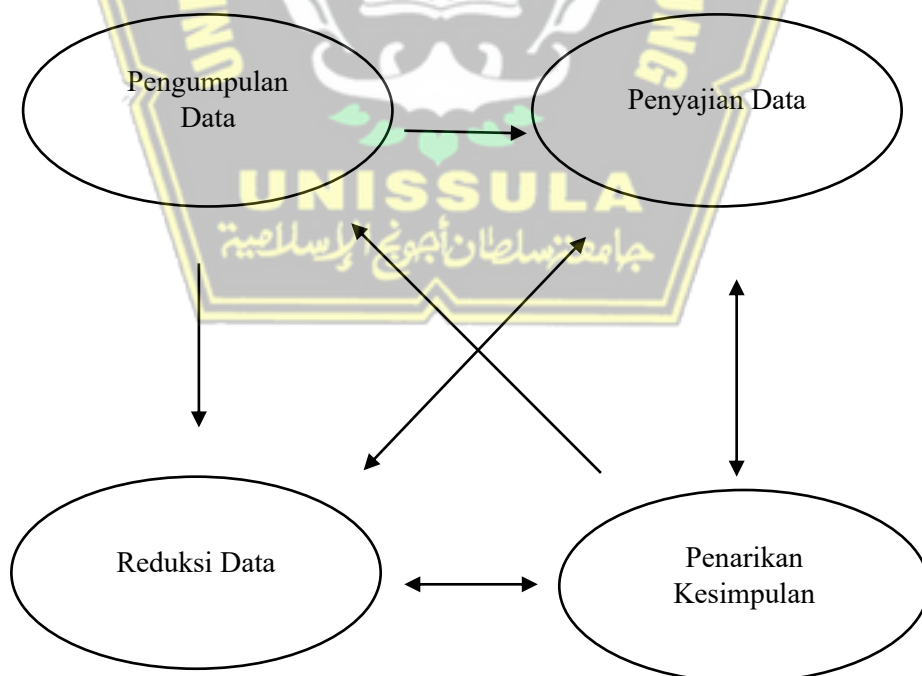 Pengumpulan
Data
Penyajian Data
UNISSULA
جامعة سلطان أجونج الإسلامية
Reduksi Data
Penarikan
Kesimpulan